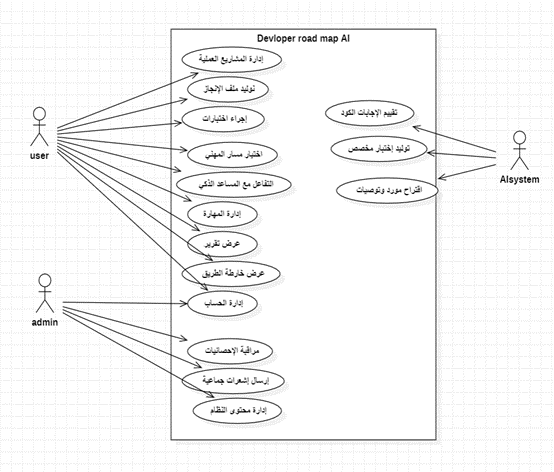 Devloper road map AI
إدارة المشاريع العملية
توليد ملف الإنجاز
إجراء اختبارات
اختيار مسار المهني
التفاعل مع المساعد الذكي
إدارة المهارة
عرض تقرير
عرض خارطة الطريق
إدارة الحساب
مراقبة الإحصائيات
إرسال إشعرات جماعية
إدارة محتوى النظام
تقييم الإجابات الكود
توليد إختبار مخصص
اقتراح مورد وتوصيات
user
admin
AIsystem